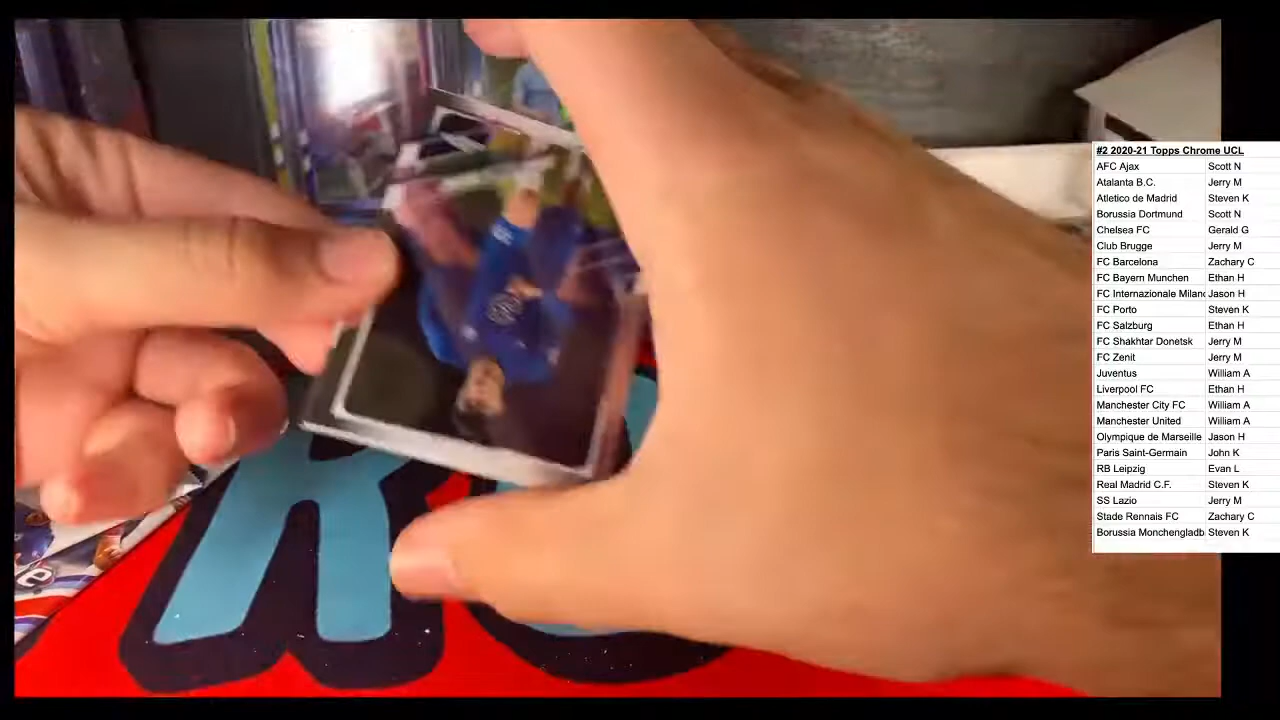 #2 2020-21 Topps Chrome UCL
AFC Ajax Scott N
Atalanta B.C. Jerry M
Atletico de Madrid Steven K
Borussia Dortmund Scott N
Chelsea FC Gerald G
Club Brugge Jerry M
FC Barcelona Zachary C
FC Bayern Munchen Ethan H
FC Internazionale Milano Jason H
FC Porto Steven K
FC Salzburg Ethan H
FC Shakhtar Donetsk Jerry M
FC Zenit Jerry M
Juventus William A
Liverpool FC Ethan H
Manchester City FC William A
Manchester United William A
Olympique de Marseille Jason H
Paris Saint-Germain John K
RB Leipzig Evan L
Real Madrid C.F. Steven K
SS Lazio Jerry M
Stade Rennais FC Zachary C
Borussia Monchengladb Steven K